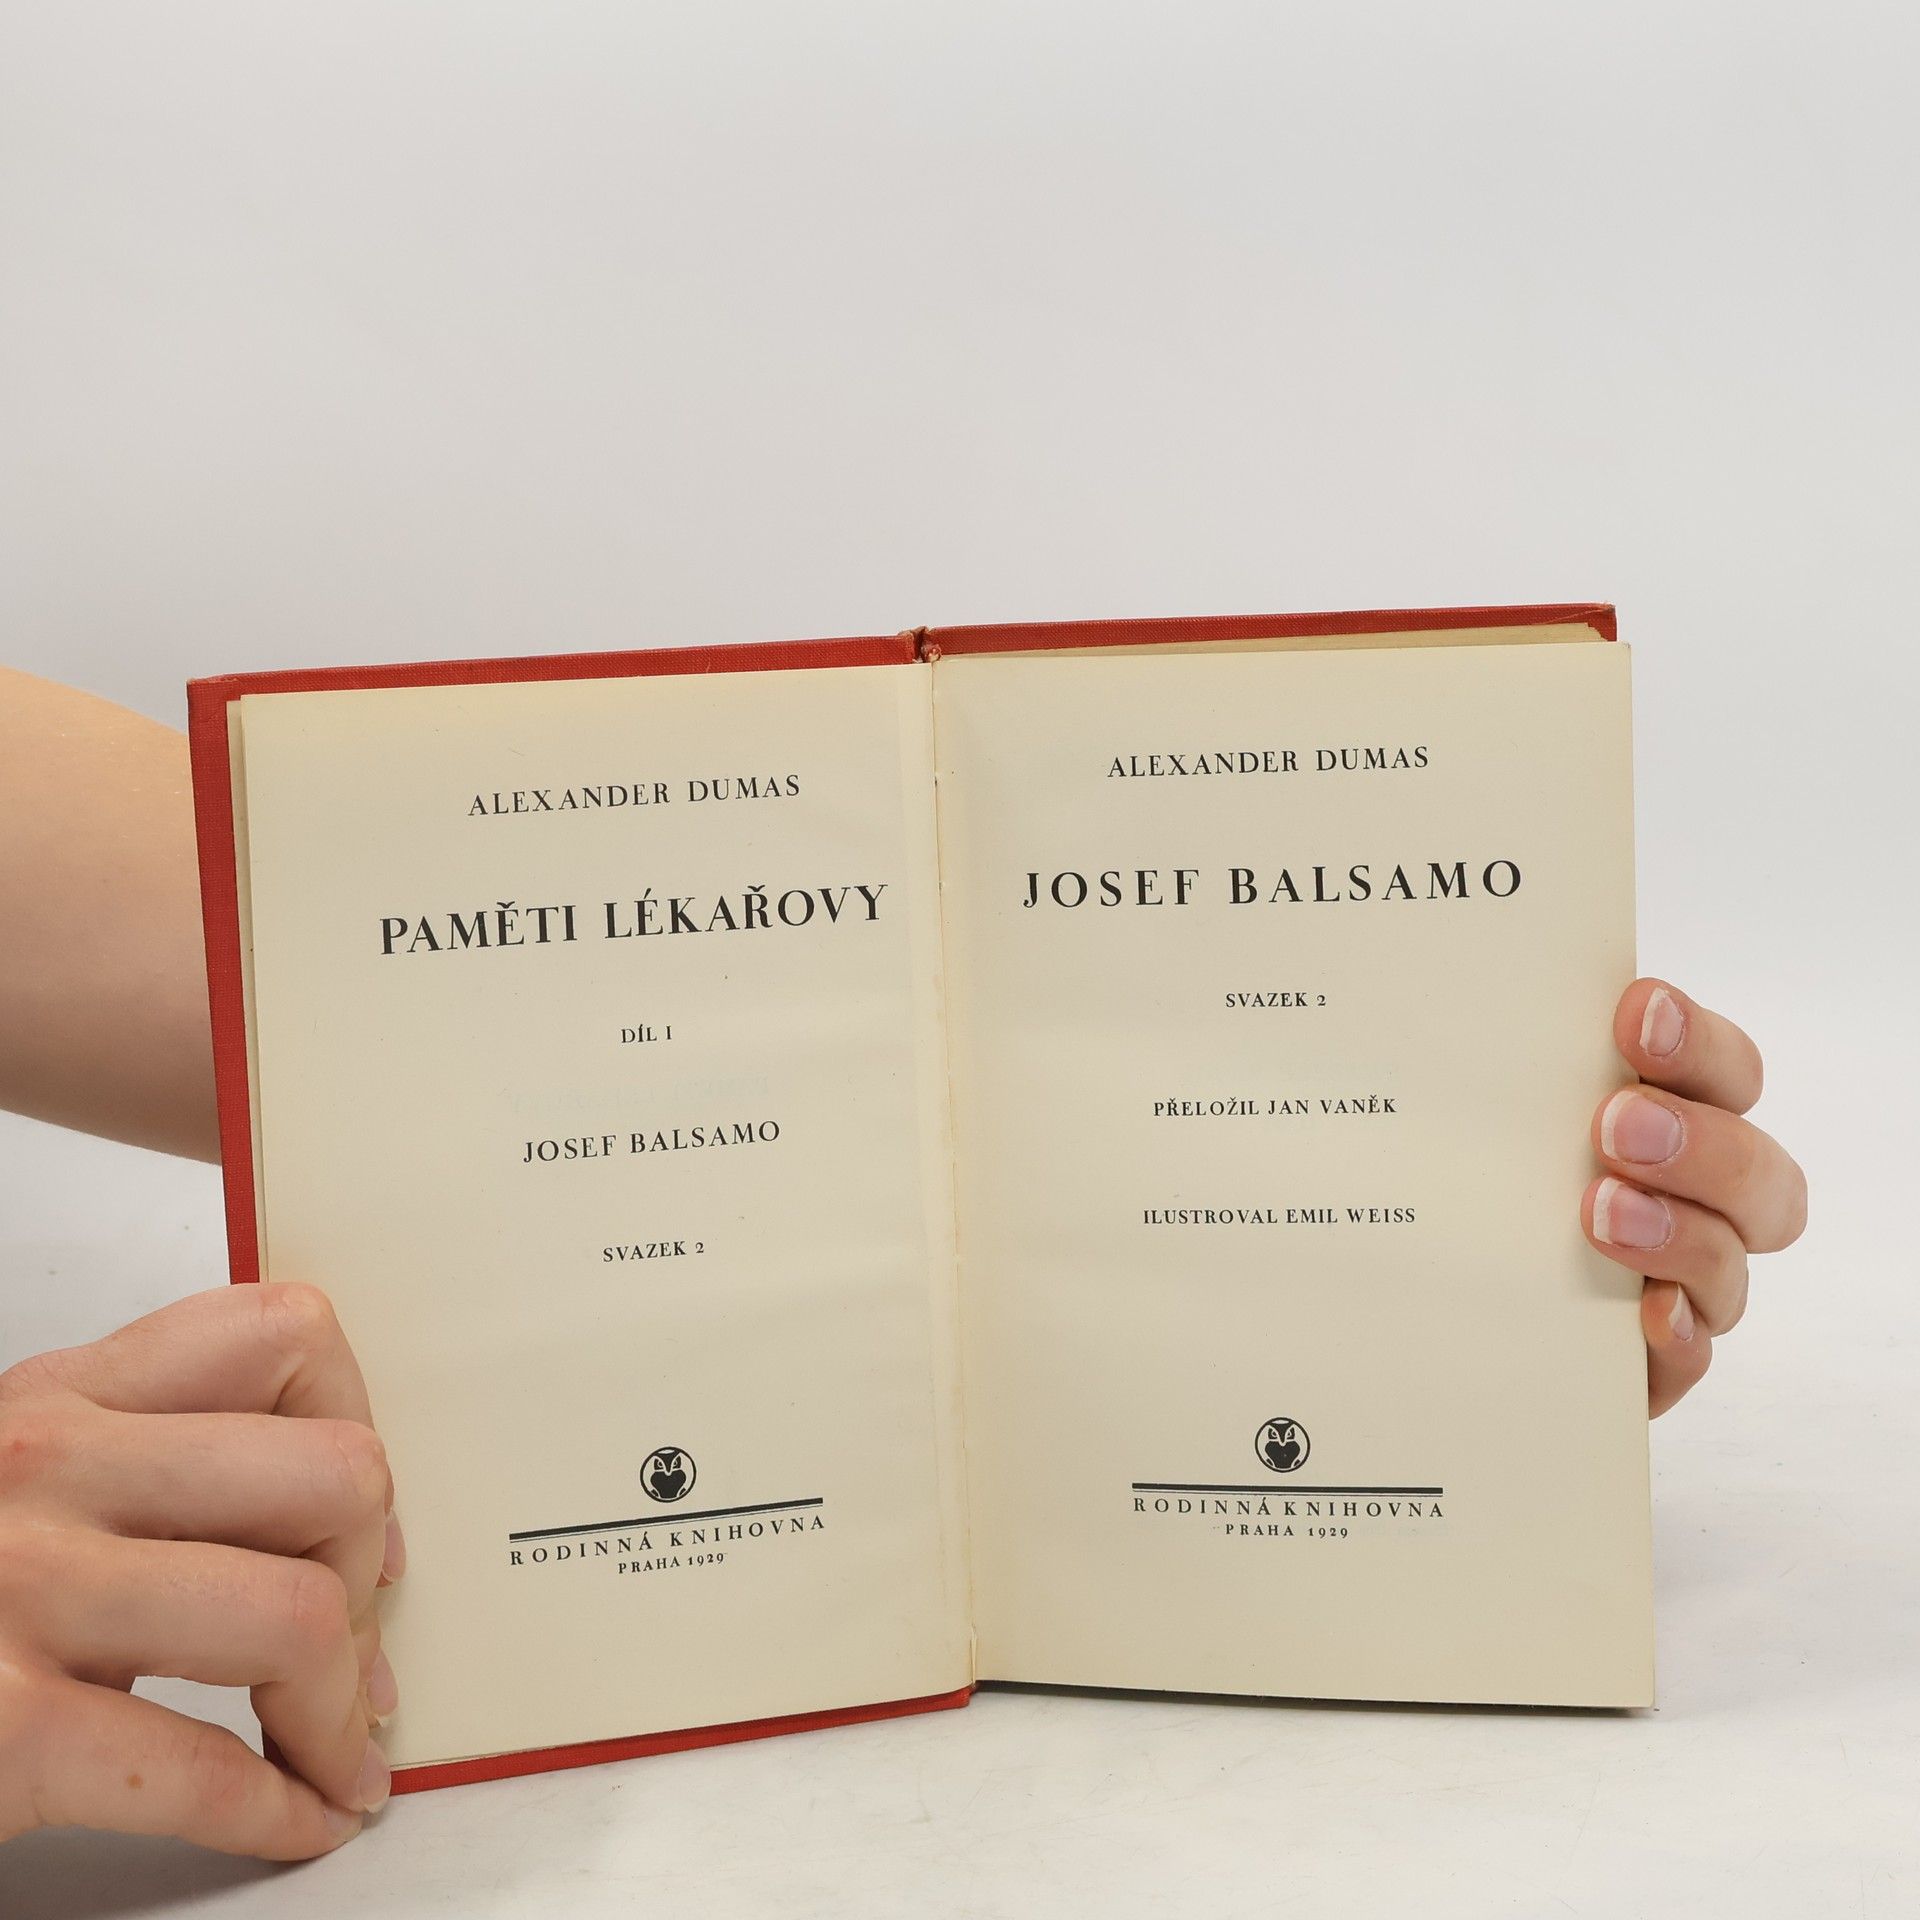 ALEXANDER DUMAS
PAMĚTI LÉKAŘOVY
DÍL I
JOSEF BALSAMO
SVAZEK 2
RODINNÁ KNIHOVNA
PRAHA 1929
ALEXANDER DUMAS
JOSEF BALSAMO
SVAZEK 2
PŘELOŽIL JAN VANĚK
ILUSTROVAL EMIL WEISS
RODINNÁ KNIHOVNA
PRAHA 1929